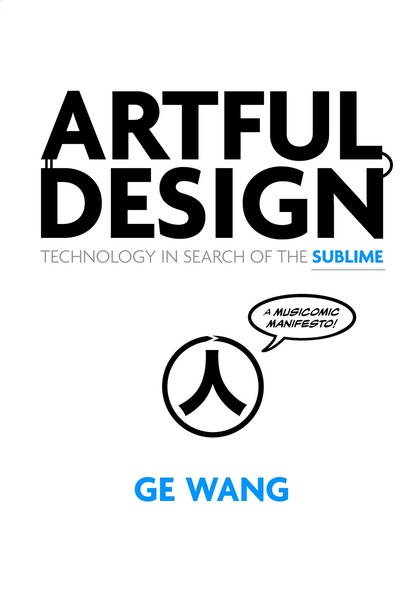 ARTFUL
DESIGN
TECHNOLOGY IN SEARCH OF THE SUBLIME
A MUSICOMIC
MANIFESTO!
人
GE WANG